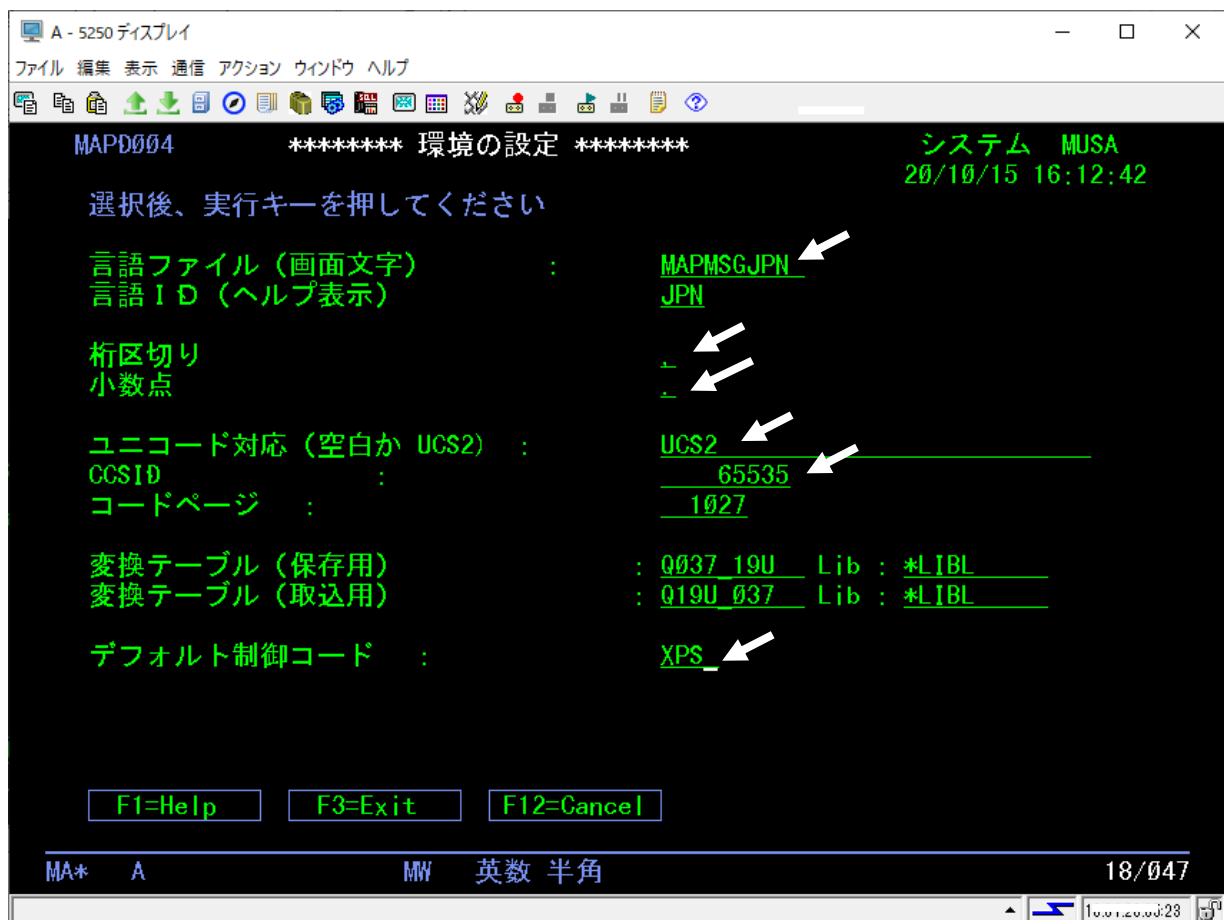 A - 5250 ディスプレイ
ファイル 編集 表示 通信 アクション ウィンドウ ヘルプ
MAPD004 ******** 環境の設定 ******** システム MUSA
20/10/15 16:12:42
選択後、実行キーを押してください
言語ファイル（画面文字） : MAPMSGJPN
言語ＩＤ（ヘルプ表示） JPN
桁区切り ,
小数点 .
ユニコード対応（空白か UCS2） : UCS2
CCSID : 65535
コードページ : 1027
変換テーブル（保存用） : Q037_19U Lib : *LIBL
変換テーブル（取込用） : Q19U_037 Lib : *LIBL
デフォルト制御コード : XPS
F1=Help F3=Exit F12=Cancel
MA* A MW 英数 半角 18/047